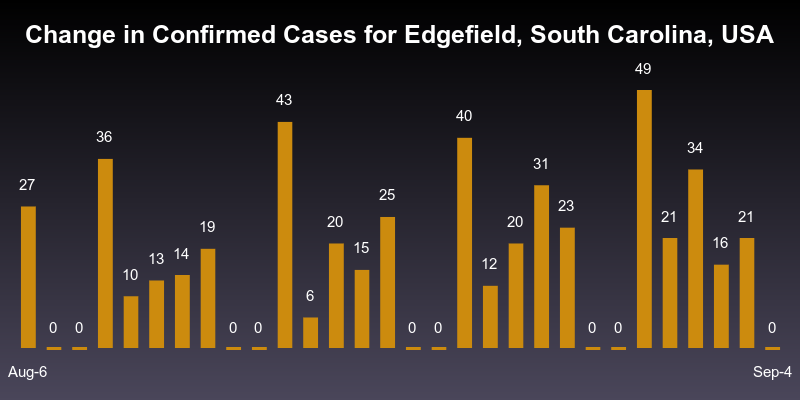 Change in Confirmed Cases for Edgefield, South Carolina, USA
27 0 0 36 10 13 14 19 0 0 43 6 20 15 25 0 0 40 12 20 31 23 0 0 49 21 34 16 21 0
Aug-6 Sep-4